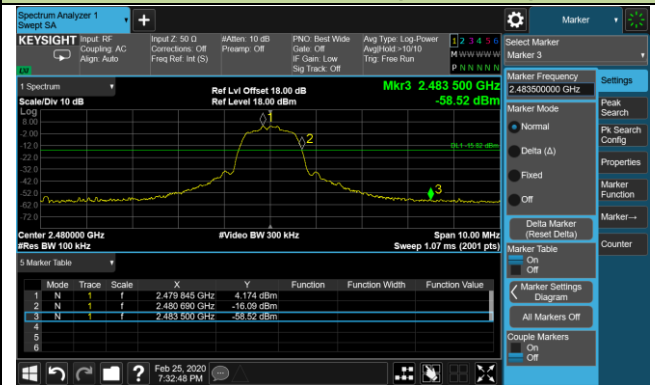 Spectrum Analyzer 1
Swept SA
+
Marker
KEYSIGHT
Input: RF
Coupling: AC
Align: Auto
Input Z: 50 Ω
Corrections: Off
Freq Ref: Int (S)
#Atten: 10 dB
Preamp: Off
PNO: Best Wide
Gate: Off
IF Gain: Low
Sig Track: Off
Avg Type: Log-Power
Avg|Hold:>10/10
Trig: Free Run
1 2 3 4 5 6
M W W W W W
P N N N N N
Select Marker
Marker 3
1 Spectrum
Scale/Div 10 dB
Ref Lvl Offset 18.00 dB
Ref Level 18.00 dBm
Mkr3 2.483 500 GHz
-58.52 dBm
Log
8.00
-2.00
-12.0
-22.0
-32.0
-42.0
-52.0
-62.0
-72.0
1
2
3
DL1 -15.82 dBm
Center 2.480000 GHz
#Res BW 100 kHz
#Video BW 300 kHz
Span 10.00 MHz
Sweep 1.07 ms (2001 pts)
5 Marker Table
Mode Trace Scale X Y Function Function Width Function Value
1 N 1 f 2.479 845 GHz 4.174 dBm
2 N 1 f 2.480 690 GHz -16.09 dBm
3 N 1 f 2.483 500 GHz -58.52 dBm
4
5
6
Marker Frequency
2.483500000 GHz
Marker Mode
Normal
Delta (Δ)
Fixed
Off
Delta Marker
(Reset Delta)
Marker Table
On
Off
Marker Settings
Diagram
All Markers Off
Couple Markers
On
Off
Settings
Peak
Search
Pk Search
Config
Properties
Marker
Function
Marker→
Counter
?
Feb 25, 2020
7:32:48 PM